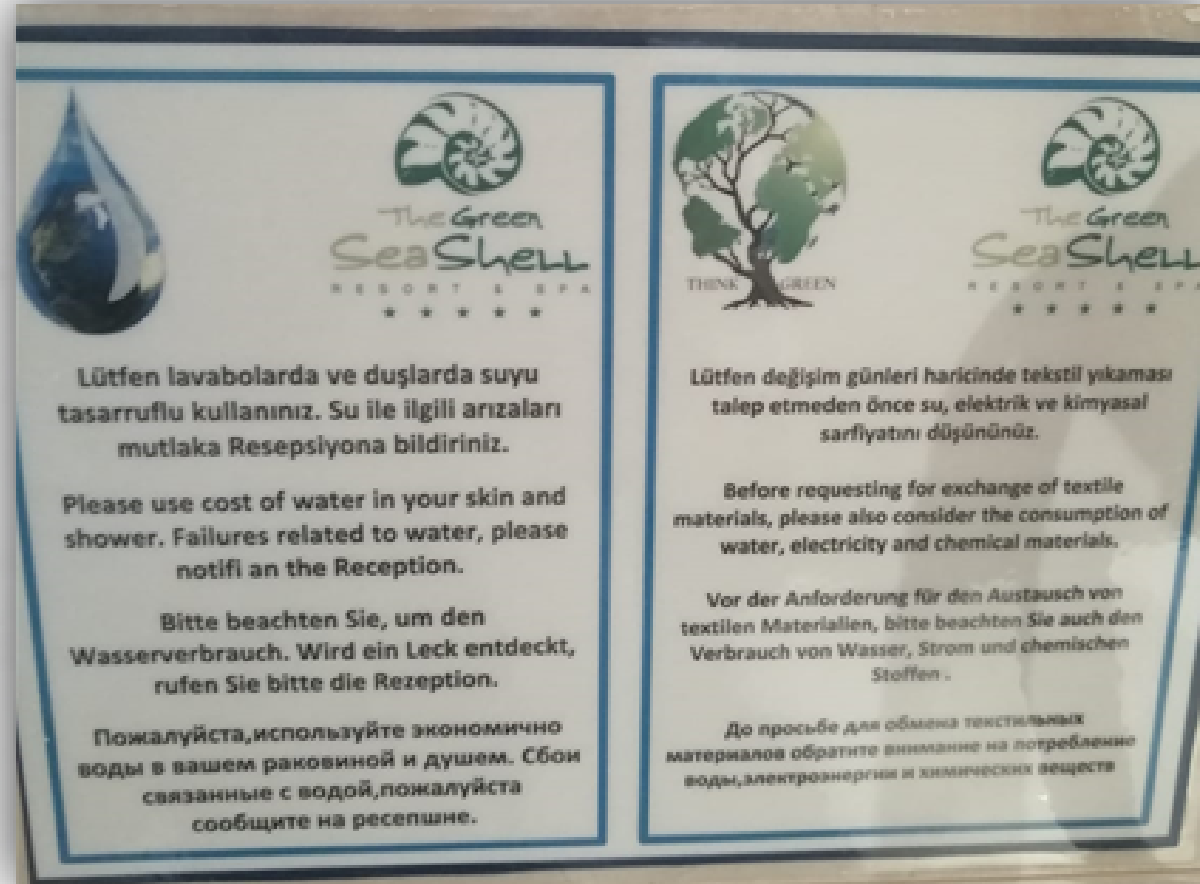 The Green
SeaShell
RESORT & SPA
Lütfen lavabolarda ve duşlarda suyu
tasarruflu kullanınız. Su ile ilgili arızaları
mutlaka Resepsiyona bildiriniz.
Please use cost of water in your skin and
shower. Failures related to water, please
notifi an the Reception.
Bitte beachten Sie, um den
Wasserverbrauch. Wird ein Leck entdeckt,
rufen Sie bitte die Rezeption.
Пожалуйста,используйте экономично
воды в вашем раковиной и душем. Сбои
связанные с водой,пожалуйста
сообщите на ресепшне.
THINK GREEN
The Green
SeaShell
RESORT & SPA
Lütfen değişim günleri haricinde tekstil yıkaması
talep etmeden önce su, elektrik ve kimyasal
sarfiyatını düşününüz.
Before requesting for exchange of textile
materials, please also consider the consumption of
water, electricity and chemical materials.
Vor der Anforderung für den Austausch von
textilen Materialien, bitte beachten Sie auch den
Verbrauch von Wasser, Strom und chemischen
Stoffen .
До просьбе для обмена текстильных
материалов обратите внимание на потребление
воды,электроэнергии и химических веществ